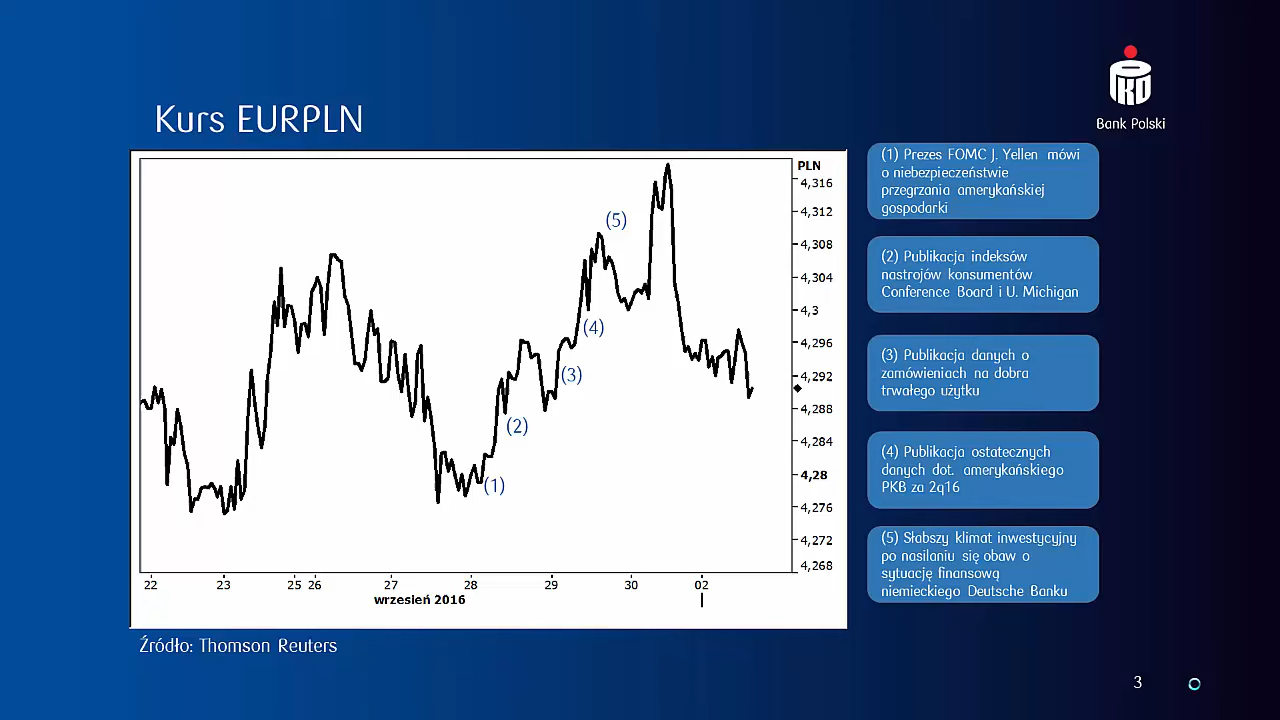 Kurs EURPLN
PKO
Bank Polski
PLN
4,316
4,312
4,308
4,304
4,3
4,296
4,292
4,288
4,284
4,28
4,276
4,272
4,268
(5)
(4)
(3)
(2)
(1)
22 23 25 26 27 28 29 30 02
wrzesień 2016
(1) Prezes FOMC J. Yellen mówi
o niebezpieczeństwie
przegrzania amerykańskiej
gospodarki
(2) Publikacja indeksów
nastrojów konsumentów
Conference Board i U. Michigan
(3) Publikacja danych o
zamówieniach na dobra
trwałego użytku
(4) Publikacja ostatecznych
danych dot. amerykańskiego
PKB za 2q16
(5) Słabszy klimat inwestycyjny
po nasilaniu się obaw o
sytuację finansową
niemieckiego Deutsche Banku
Źródło: Thomson Reuters
3